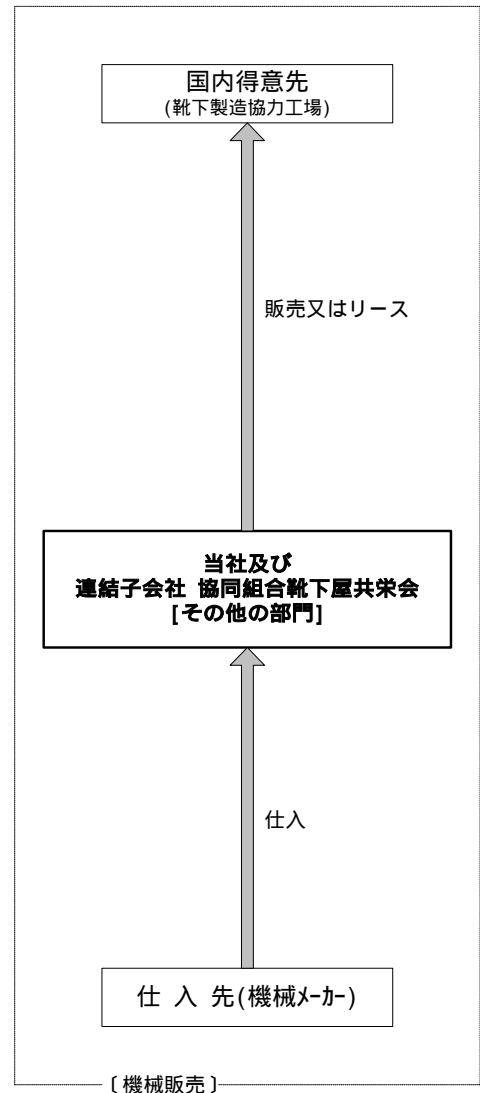 国内得意先
(靴下製造協力工場)
販売又はリース
当社及び
連結子会社 協同組合靴下屋共栄会
[その他の部門]
仕入
仕 入 先(機械ﾒｰｶｰ)
〔機械販売〕